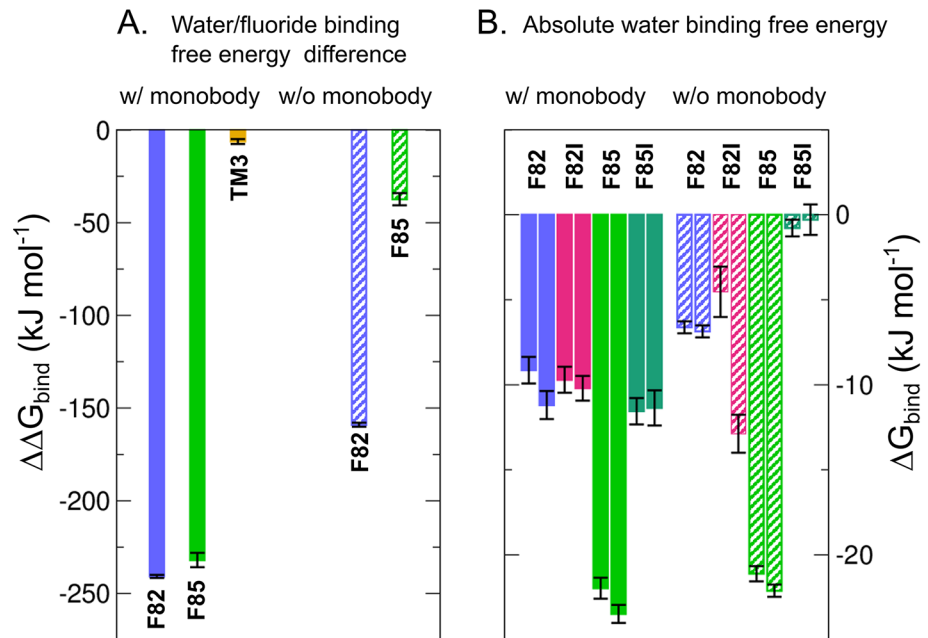 A. Water/fluoride binding
free energy difference
w/ monobody w/o monobody
0
-50
-100
-150
-200
-250
ΔΔGbind (kJ mol-1)
F82
F85
TM3
F82
F85
B. Absolute water binding free energy
w/ monobody w/o monobody
F82 F82I F85 F85I F82 F82I F85 F85I
0
-10
-20
ΔGbind (kJ mol-1)